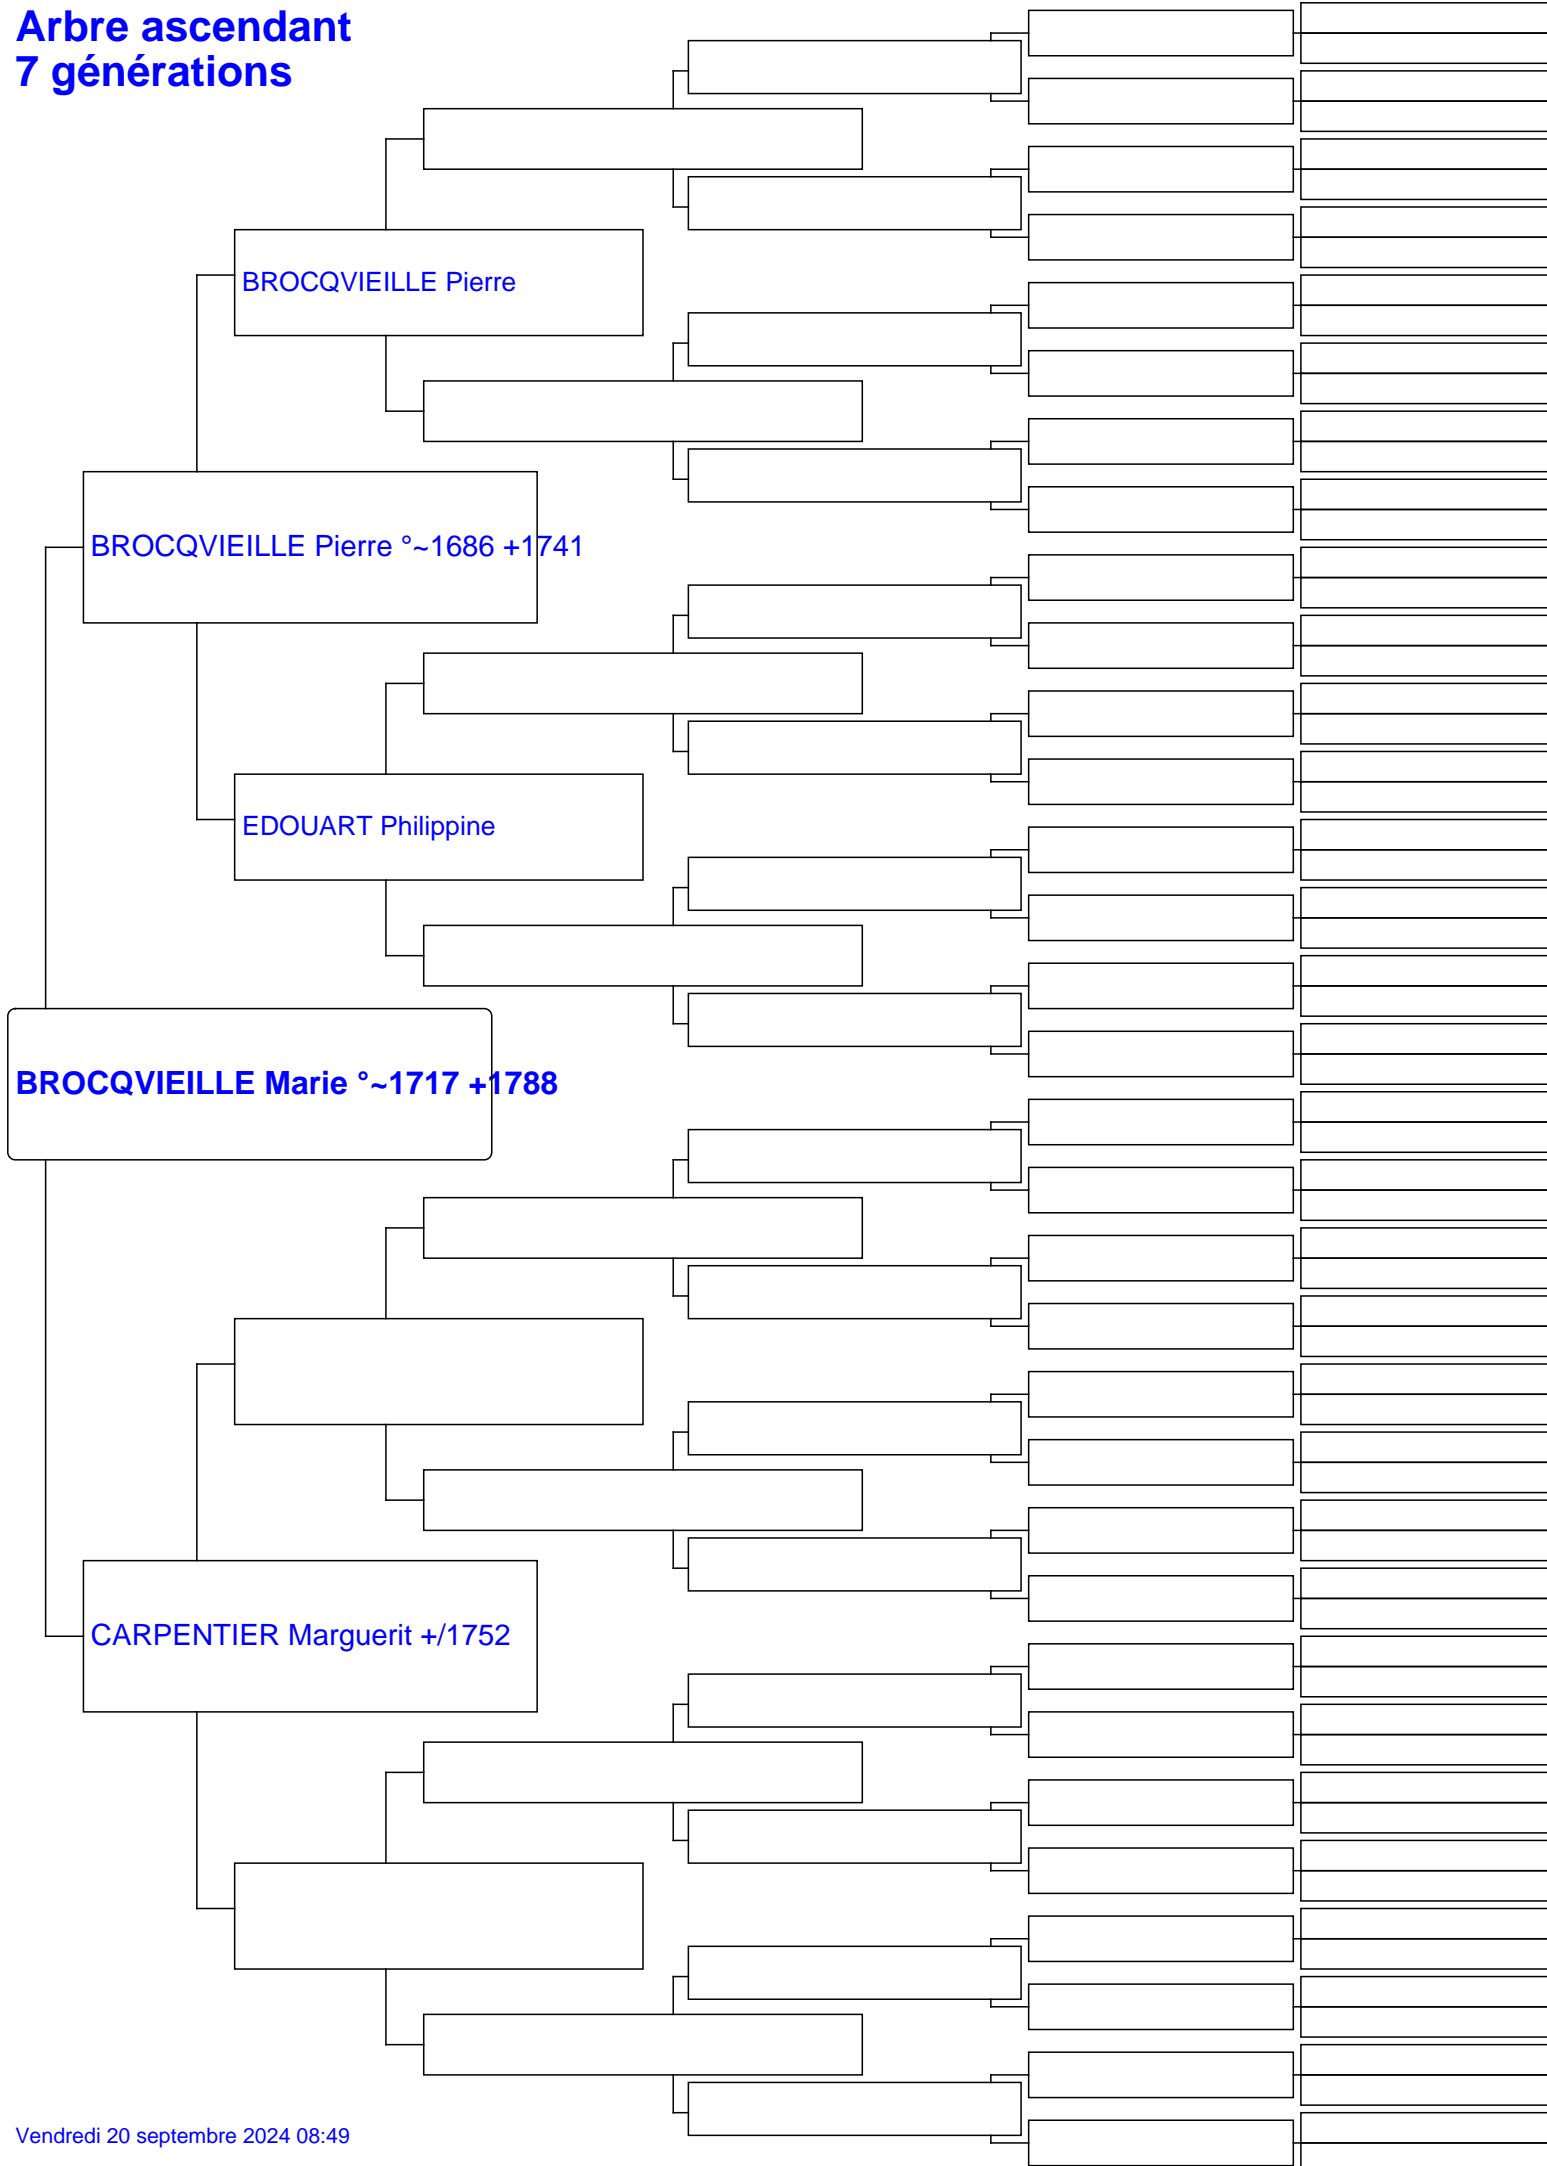 Arbre ascendant
7 générations
BROCQVIEILLE Pierre
BROCQVIEILLE Pierre °~1686 +1741
EDOUART Philippine
BROCQVIEILLE Marie °~1717 +1788
CARPENTIER Marguerit +/1752
Vendredi 20 septembre 2024 08:49